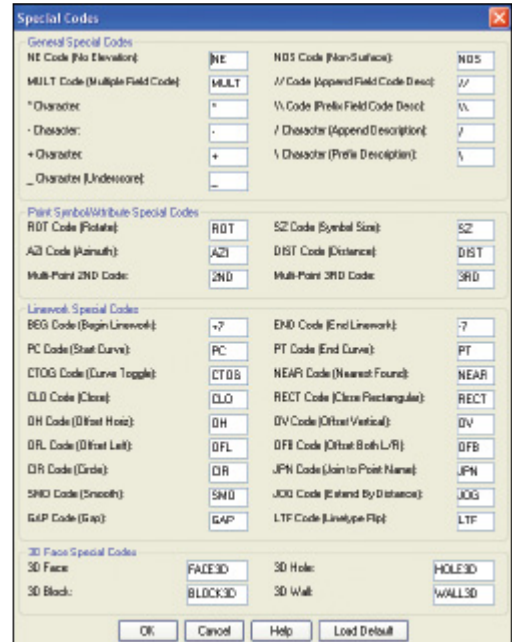 Special Codes
General Special Codes
NE Code (No Elevation): NE NOS Code (Non-Surface): NOS
MULT Code (Multiple Field Code): MULT // Code (Append Field Code Desc): //
* Character: * \\ Code (Prefix Field Code Desc): \\
- Character: - / Character (Append Description): /
+ Character: + \ Character (Prefix Description): \
_ Character (Underscore): _
Point Symbol/Attribute Special Codes
ROT Code (Rotate): ROT SZ Code (Symbol Size): SZ
AZI Code (Azimuth): AZI DIST Code (Distance): DIST
Multi-Point 2ND Code: 2ND Multi-Point 3RD Code: 3RD
Linework Special Codes
BEG Code (Begin Linework): +7 END Code (End Linework): -7
PC Code (Start Curve): PC PT Code (End Curve): PT
CTOG Code (Curve Toggle): CTOG NEAR Code (Nearest Found): NEAR
CLO Code (Close): CLO RECT Code (Close Rectangular): RECT
OH Code (Offset Horiz): OH OV Code (Offset Vertical): OV
OFL Code (Offset Left): OFL OFB Code (Offset Both L/R): OFB
CIR Code (Circle): CIR JPN Code (Join to Point Name): JPN
SMO Code (Smooth): SMO JOG Code (Extend By Distance): JOG
GAP Code (Gap): GAP LTF Code (Linetype Flip): LTF
3D Face Special Codes
3D Face: FACE3D 3D Hole: HOLE3D
3D Block: BLOCK3D 3D Wall: WALL3D
OK Cancel Help Load Default